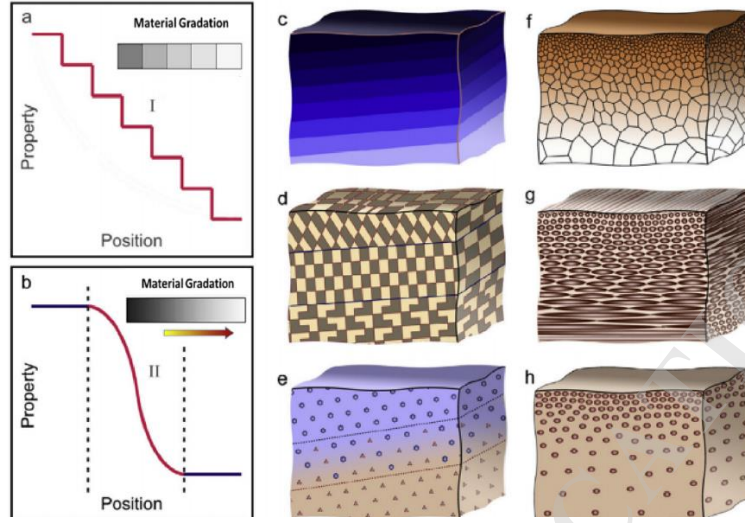 a
Material Gradation
I
Property
Position
b
Material Gradation
II
Property
Position
c
d
e
f
g
h